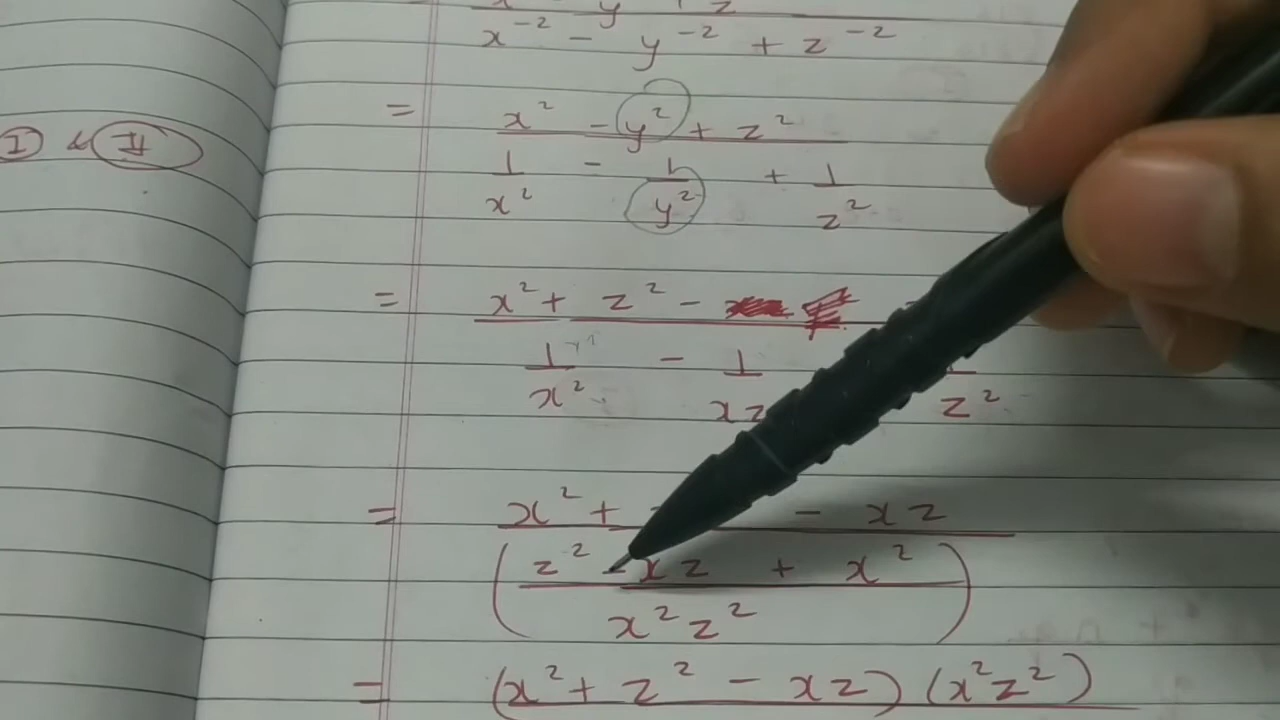 x⁻² - y⁻² + z⁻²
= x² - y² + z²
1/x² - 1/y² + 1/z²
I & II
= x² + z² -
1/x² - 1/xz z²
= x² + - xz
(z² - xz + x²
x²z²)
= (x² + z² - xz) (x²z²)